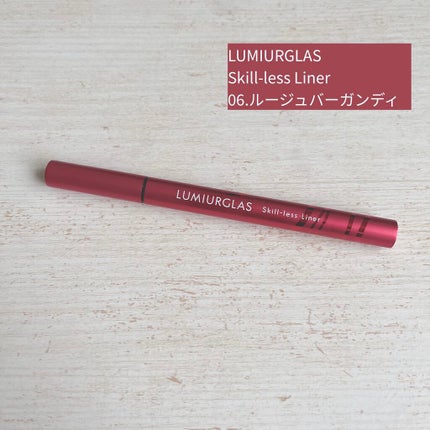 LUMIURGLAS
Skill-less Liner
06.ルージュバーガンディ
LUMIURGLAS Skill-less Liner